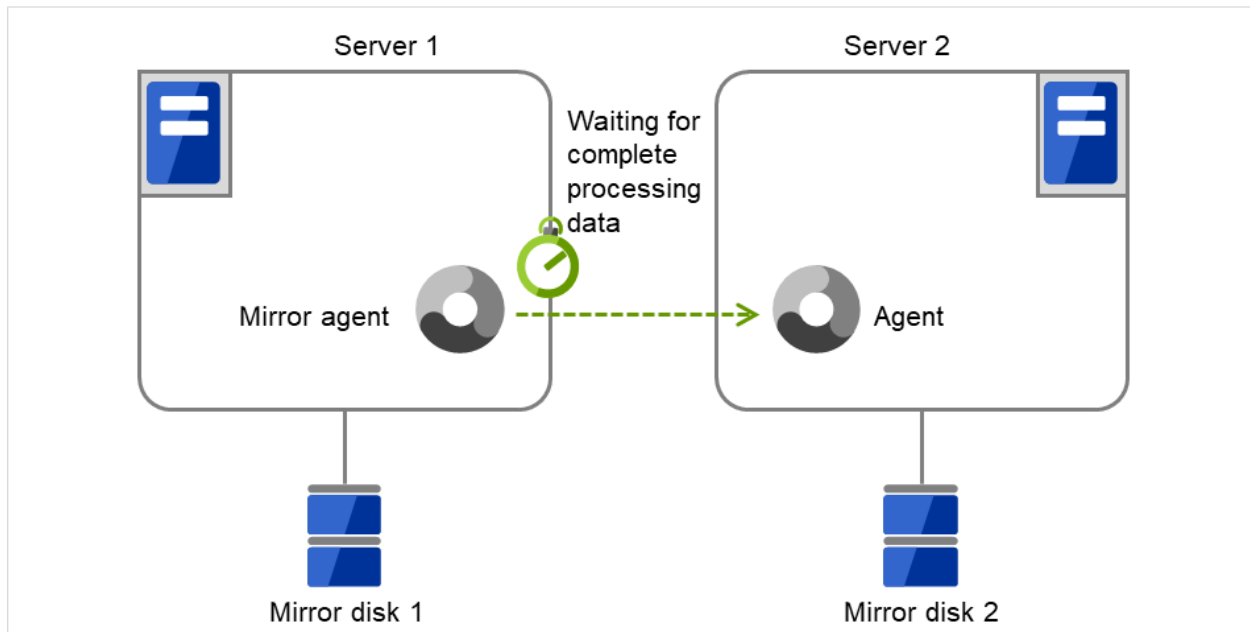 Server 1
Server 2
Waiting for
complete
processing
data
Mirror agent
Agent
Mirror disk 1
Mirror disk 2